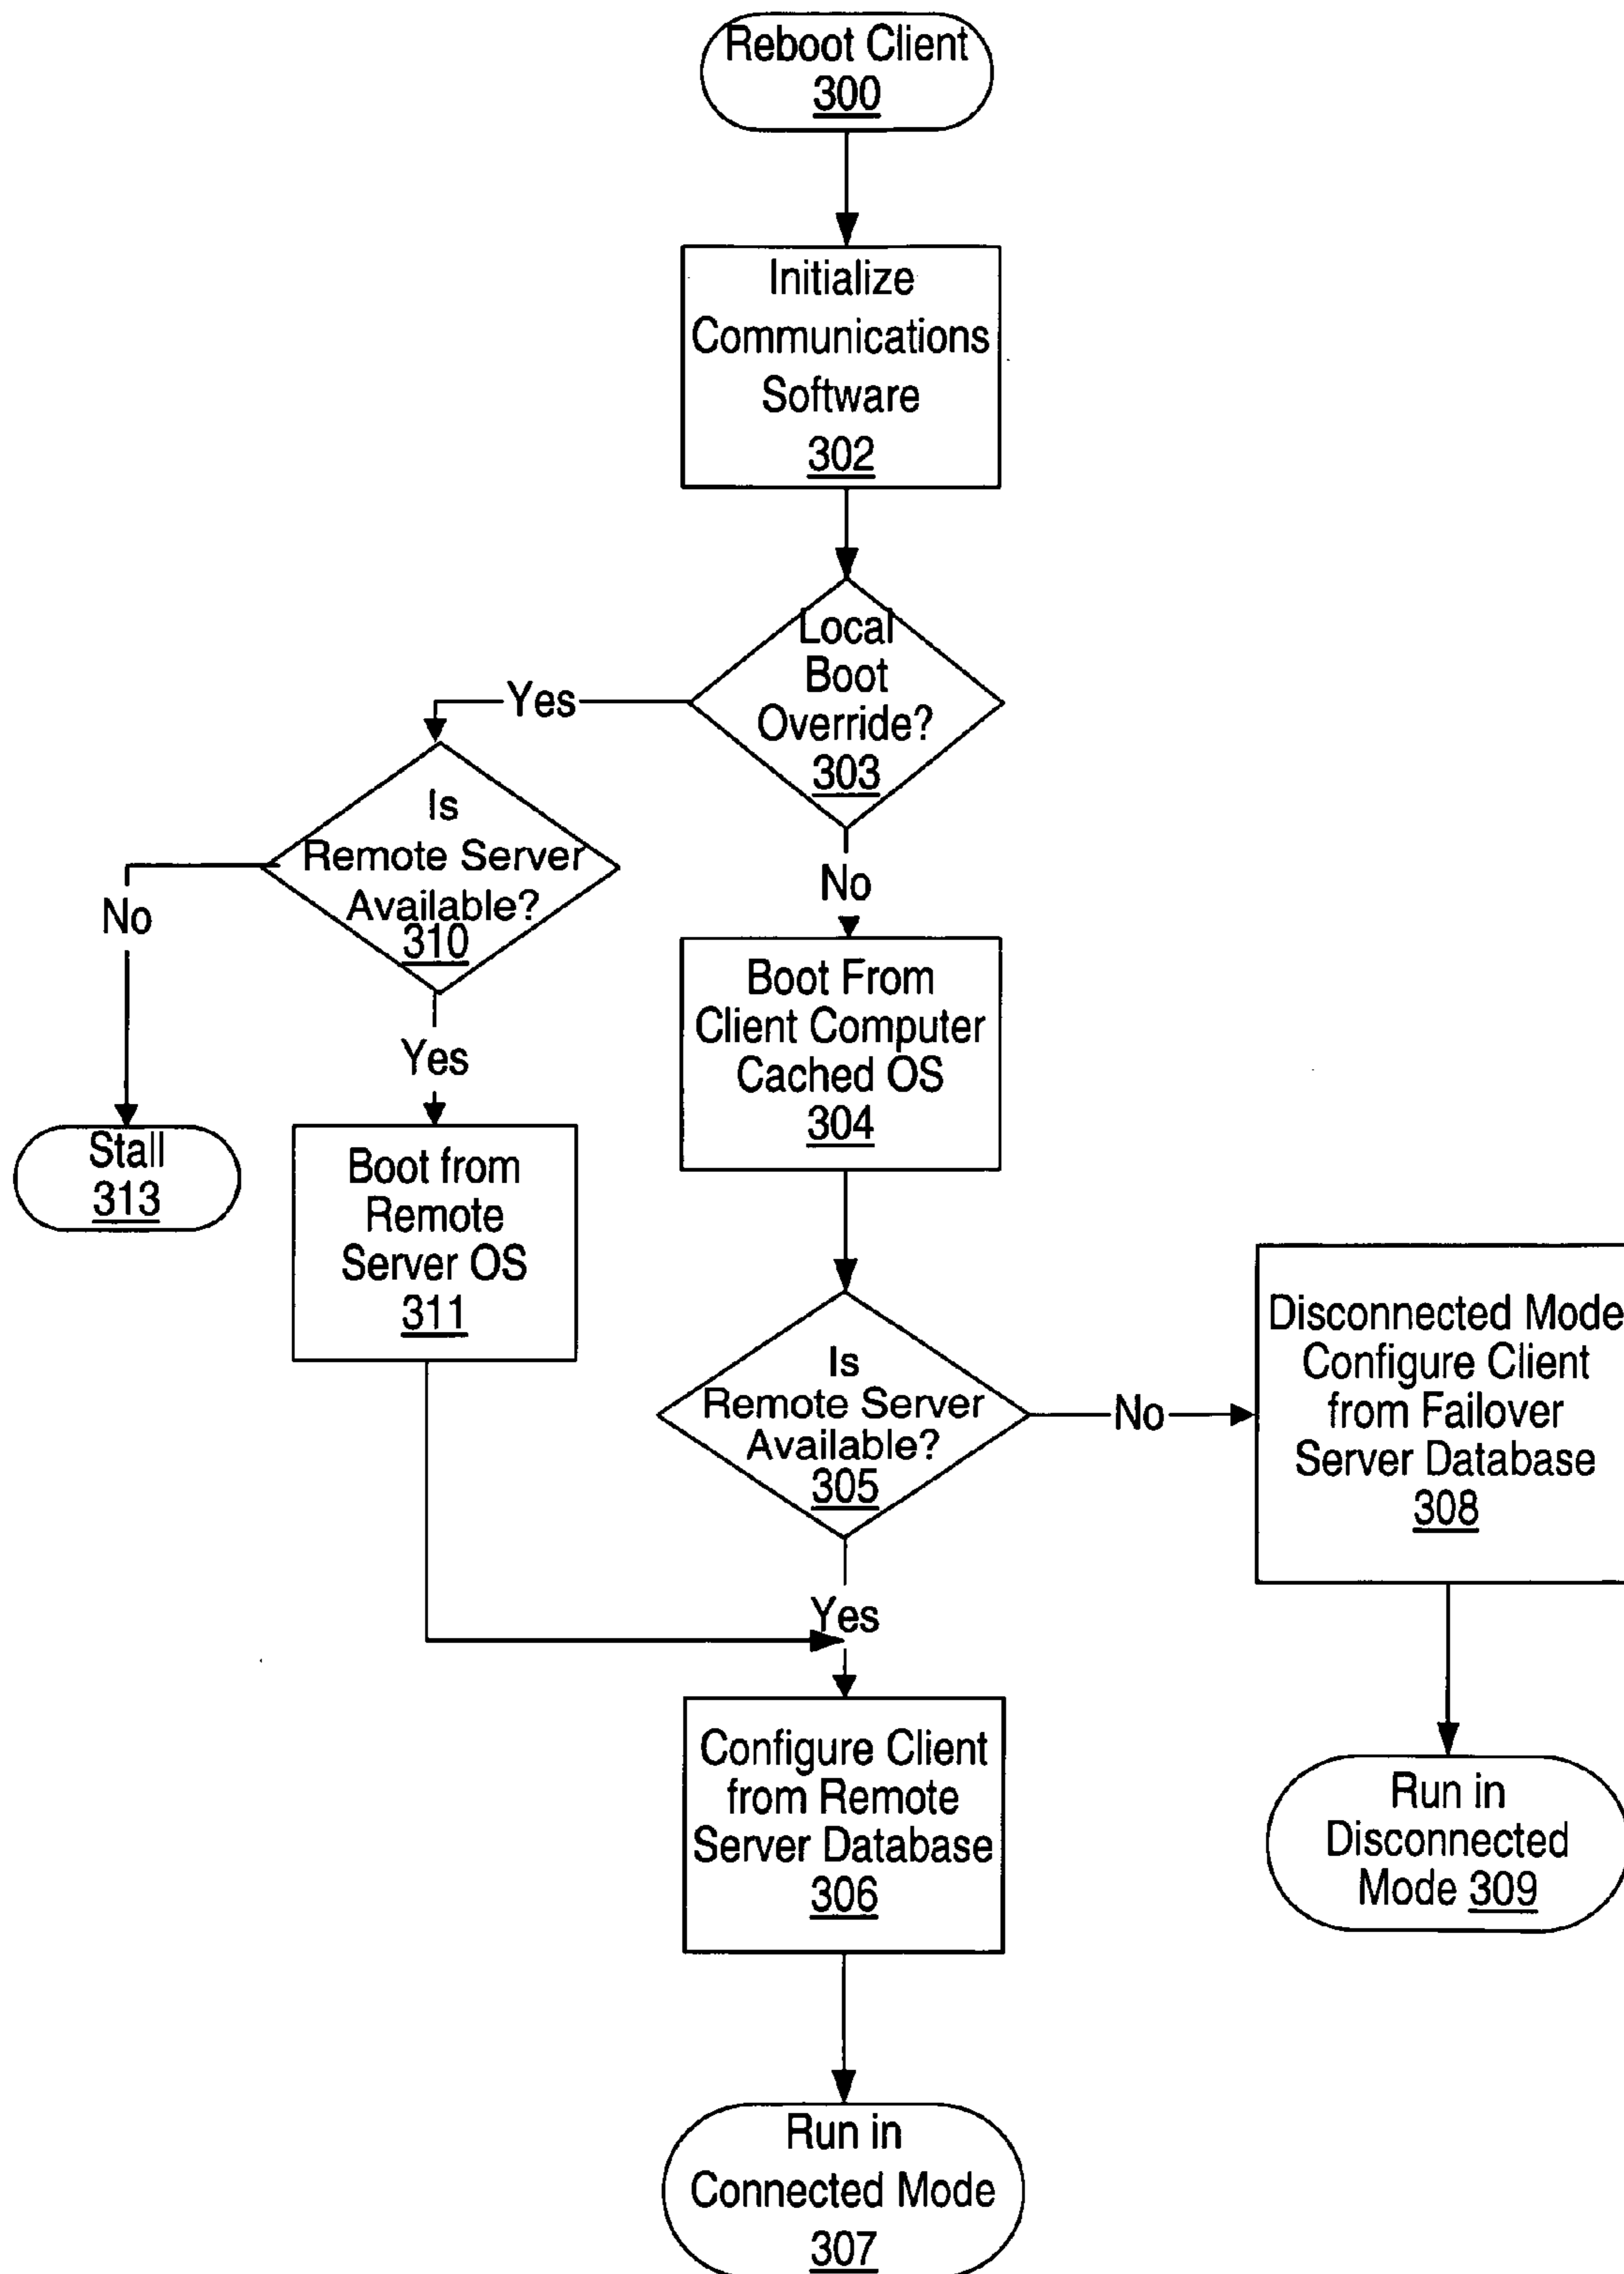 Reboot Client
300
Initialize
Communications
Software
302
Local
Boot
Override?
303
Yes
No
Is
Remote Server
Available?
310
No
Yes
Stall
313
Boot from
Remote
Server OS
311
Boot From
Client Computer
Cached OS
304
Is
Remote Server
Available?
305
No
Yes
Disconnected Mode
Configure Client
from Failover
Server Database
308
Run in
Disconnected
Mode 309
Configure Client
from Remote
Server Database
306
Run in
Connected Mode
307